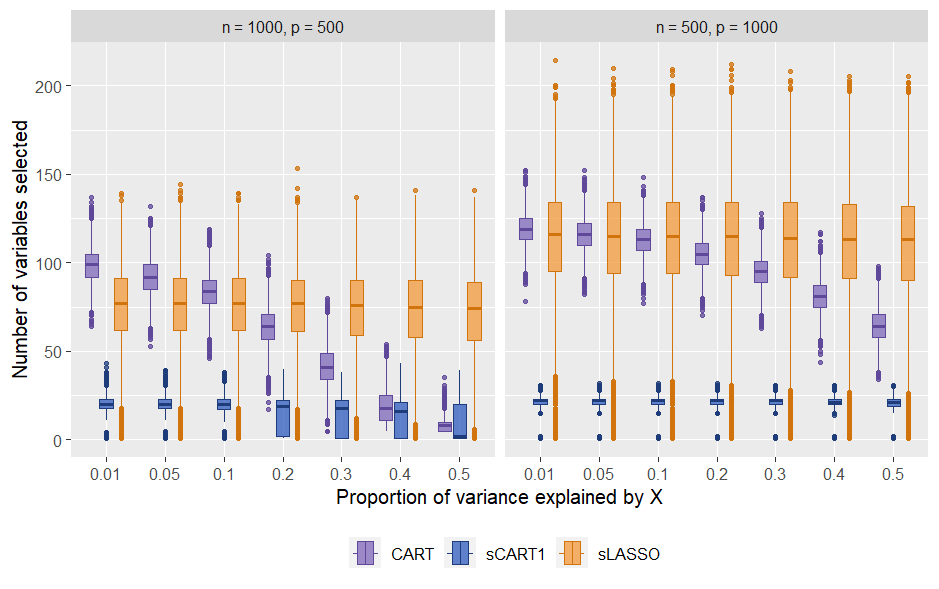 n = 1000, p = 500
n = 500, p = 1000
Number of variables selected
200
150
100
50
0
0.01 0.05 0.1 0.2 0.3 0.4 0.5
0.01 0.05 0.1 0.2 0.3 0.4 0.5
Proportion of variance explained by X
CART sCART1 sLASSO